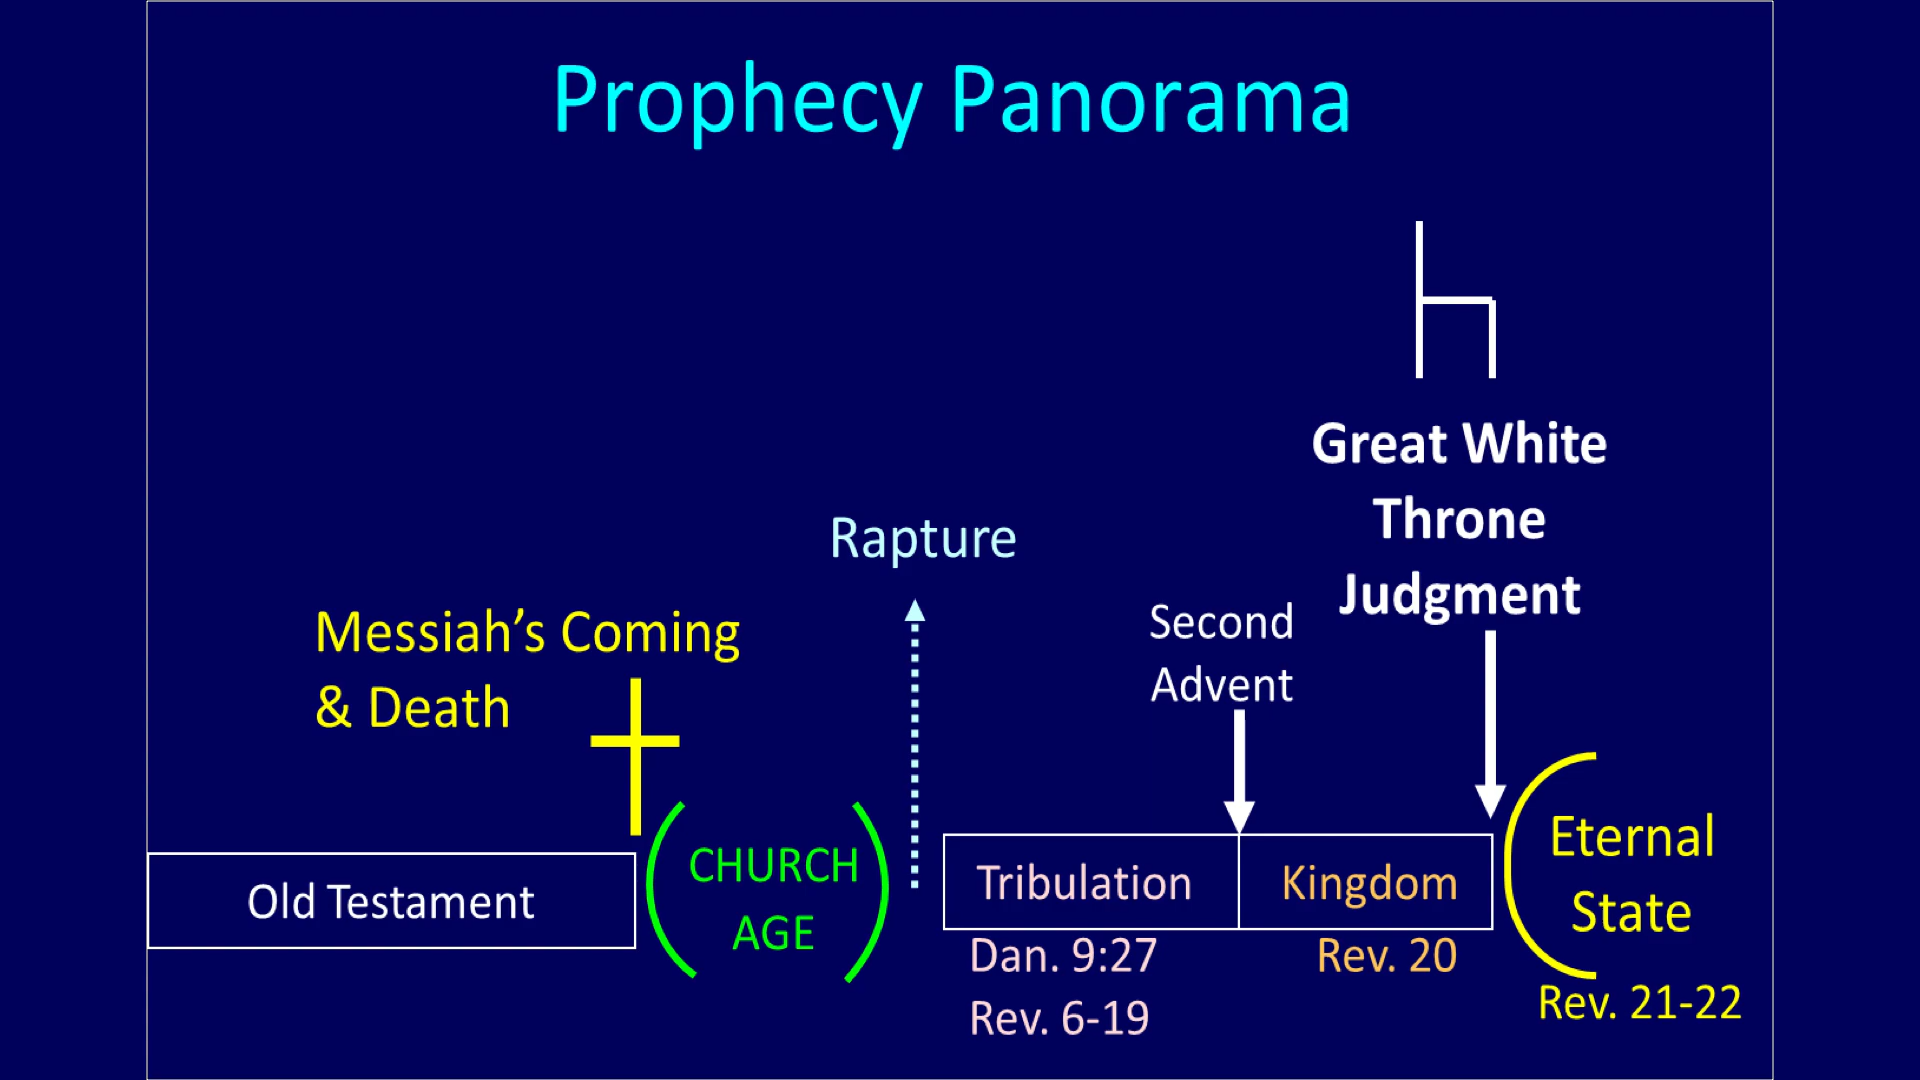 Prophecy Panorama
Great White
Throne
Judgment
Rapture
Second
Advent
Messiah’s Coming
& Death
Old Testament
CHURCH
AGE
Tribulation
Dan. 9:27
Rev. 6-19
Kingdom
Rev. 20
Eternal
State
Rev. 21-22